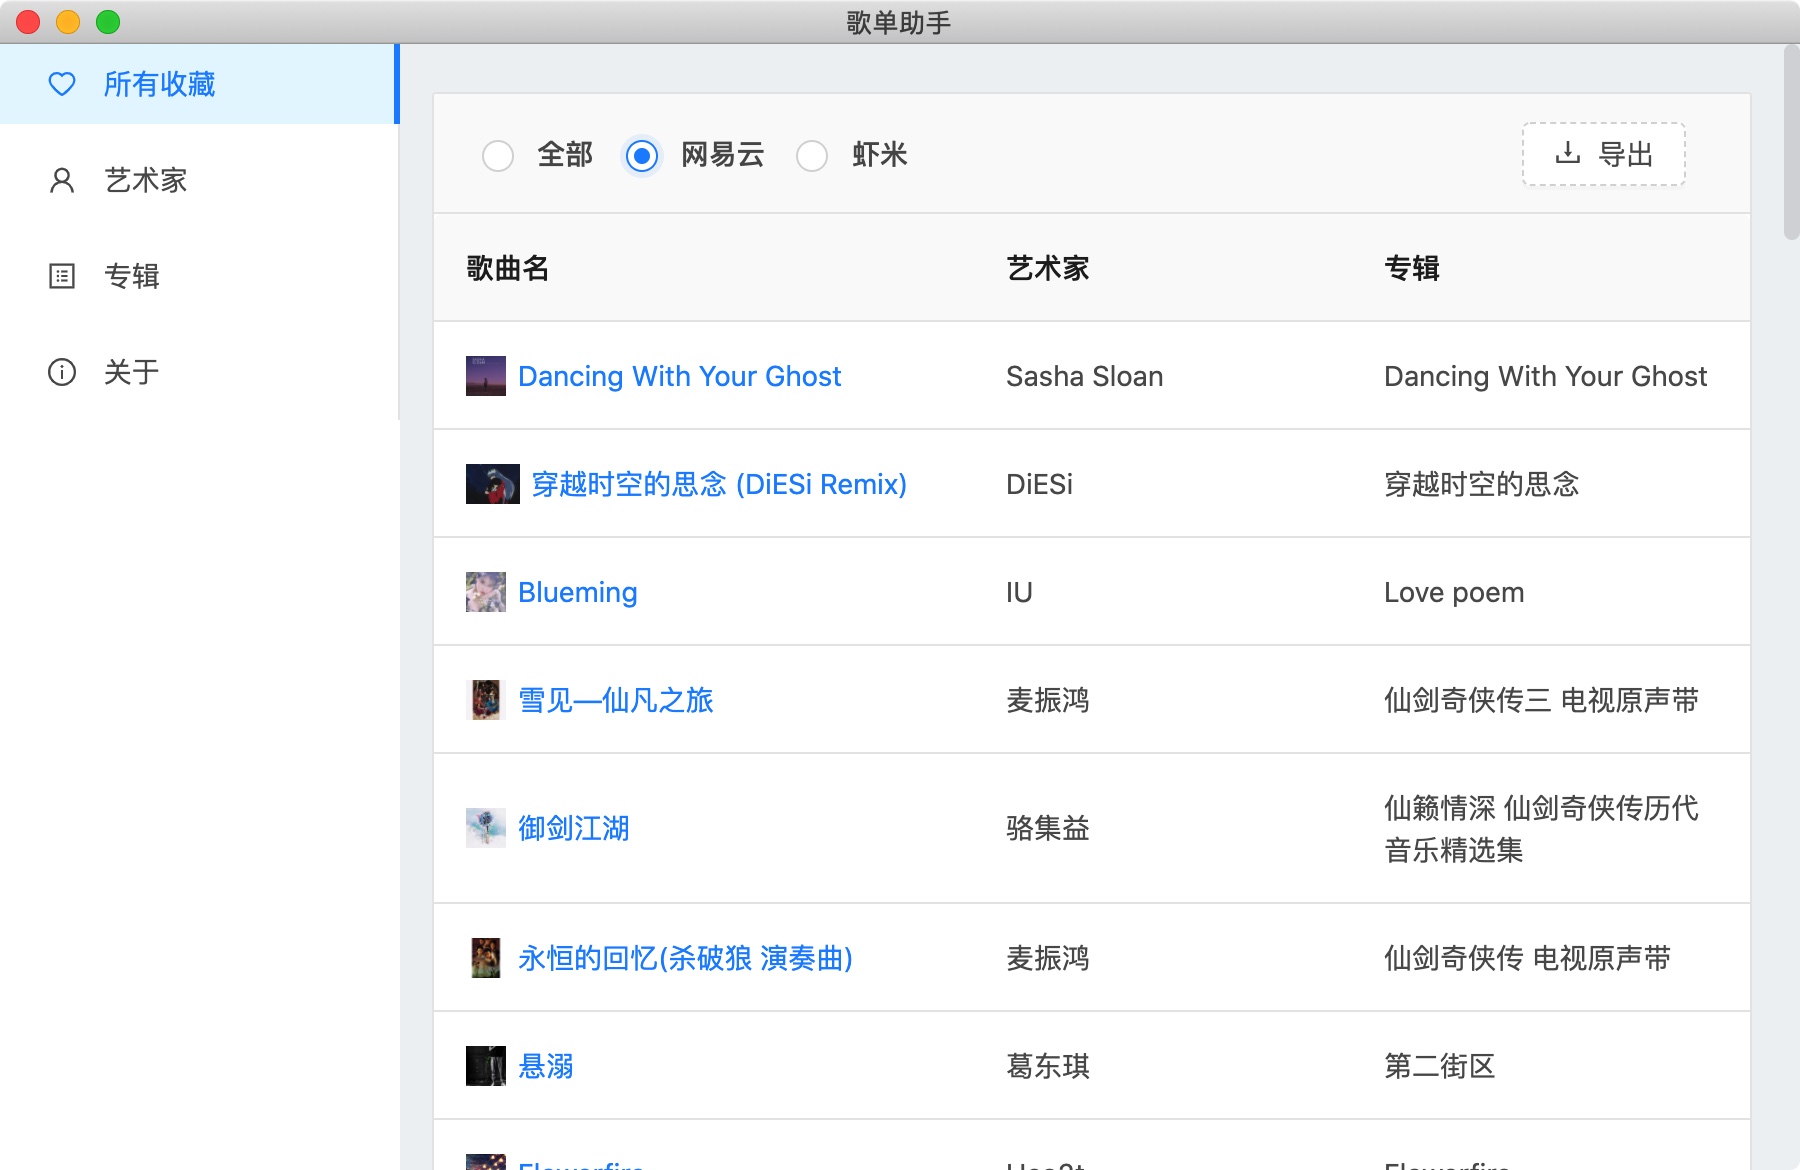 歌单助手
所有收藏
艺术家
专辑
关于
全部 网易云 虾米 导出
歌曲名 艺术家 专辑
Dancing With Your Ghost Sasha Sloan Dancing With Your Ghost
穿越时空的思念 (DiESi Remix) DiESi 穿越时空的思念
Blueming IU Love poem
雪见—仙凡之旅 麦振鸿 仙剑奇侠传三 电视原声带
御剑江湖 骆集益 仙籁情深 仙剑奇侠传历代
音乐精选集
永恒的回忆(杀破狼 演奏曲) 麦振鸿 仙剑奇侠传 电视原声带
悬溺 葛东琪 第二街区
Flowerfire Flowerfire